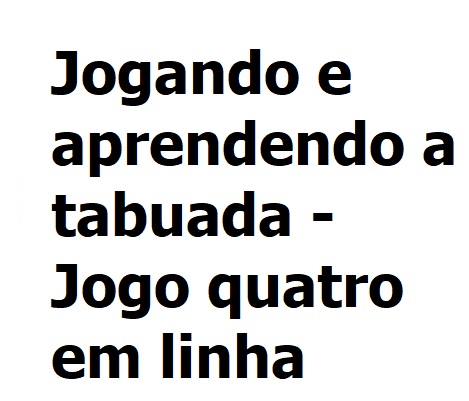 Jogando e
aprendendo a
tabuada -
Jogo quatro
em linha